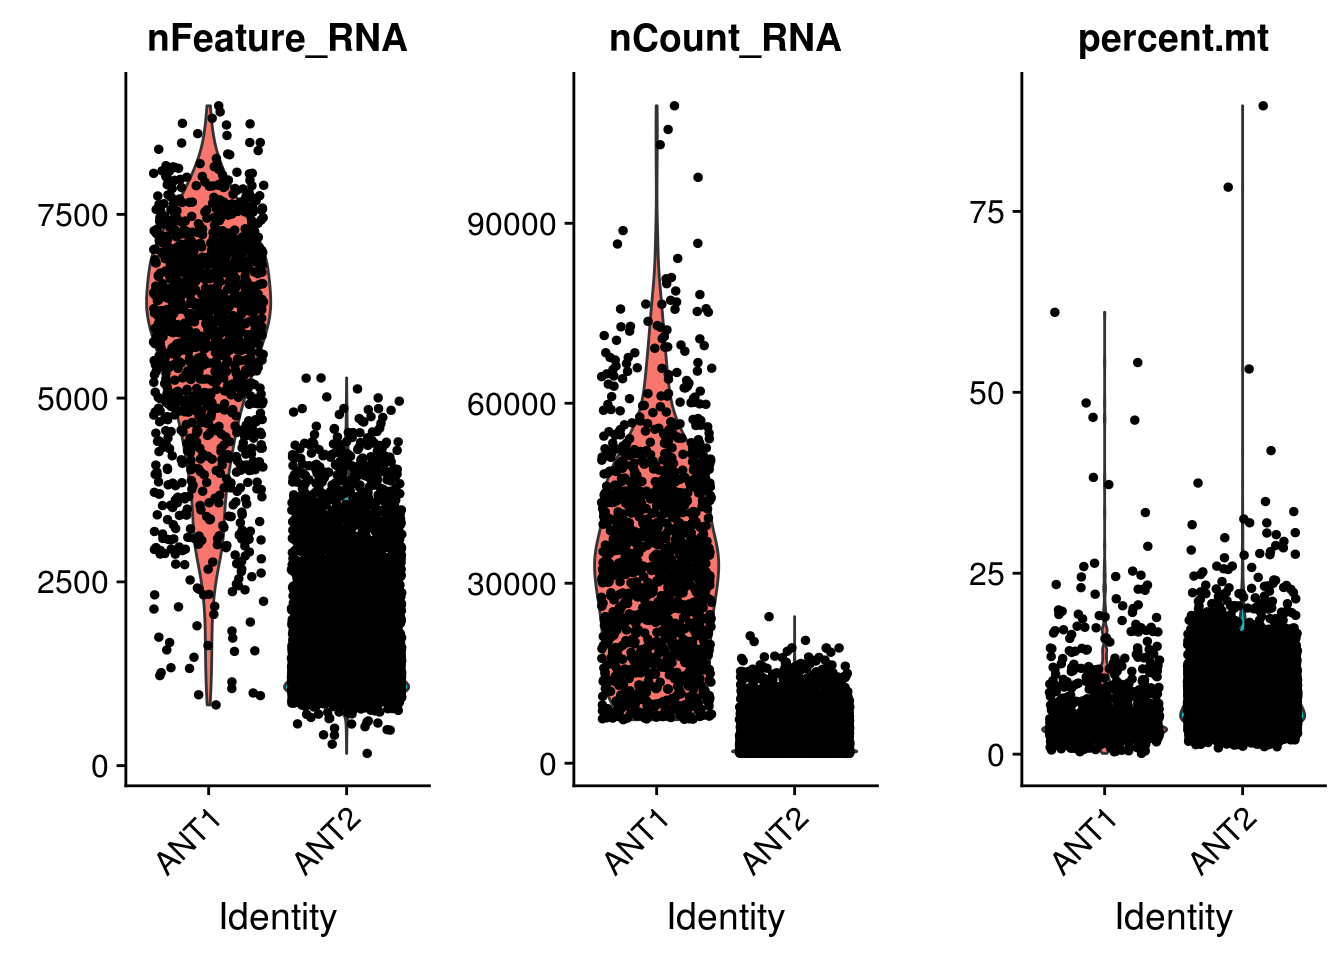 nFeature_RNA
7500
5000
2500
0
ANT1
ANT2
Identity
nCount_RNA
90000
60000
30000
0
ANT1
ANT2
Identity
percent.mt
75
50
25
0
ANT1
ANT2
Identity